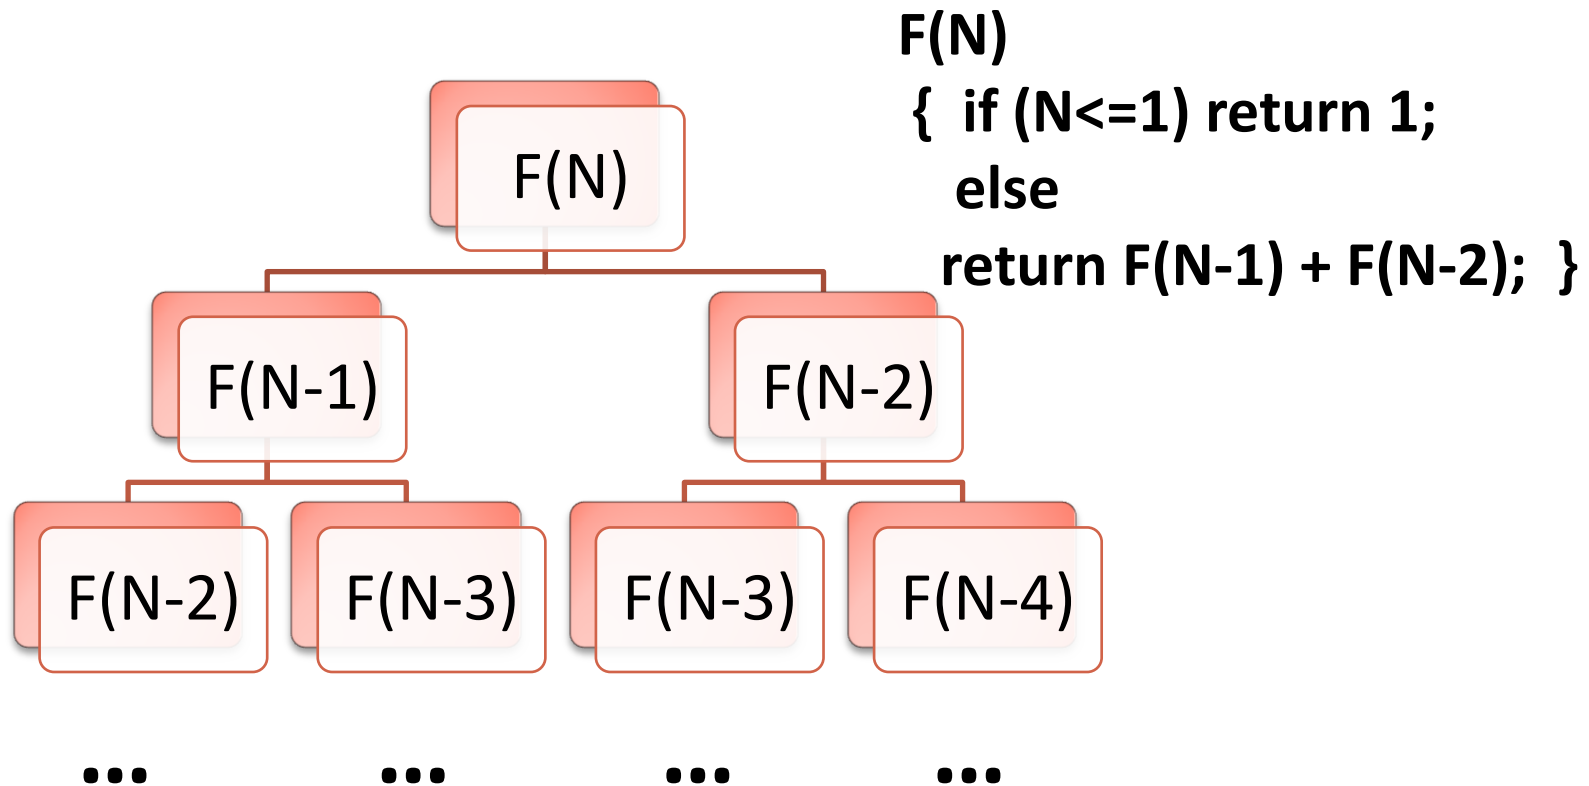 F(N)
{ if (N<=1) return 1;
else
return F(N-1) + F(N-2); }
F(N)
F(N-1) F(N-2)
F(N-2) F(N-3) F(N-3) F(N-4)
... ... ... ...